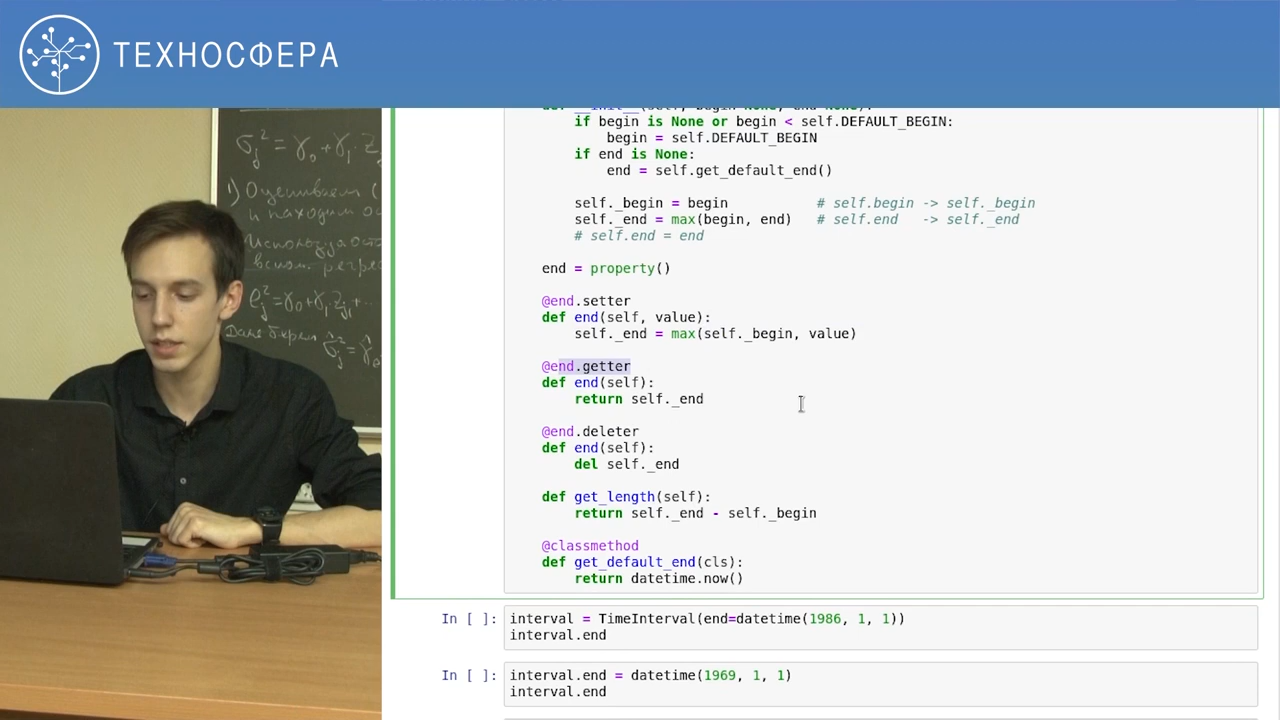 ТЕХНОСФЕРА
if begin is None or begin < self.DEFAULT_BEGIN:
begin = self.DEFAULT_BEGIN
if end is None:
end = self.get_default_end()
self._begin = begin # self.begin -> self._begin
self._end = max(begin, end) # self.end -> self._end
# self.end = end
end = property()
@end.setter
def end(self, value):
self._end = max(self._begin, value)
@end.getter
def end(self):
return self._end
@end.deleter
def end(self):
del self._end
def get_length(self):
return self._end - self._begin
@classmethod
def get_default_end(cls):
return datetime.now()
In [ ]: interval = TimeInterval(end=datetime(1986, 1, 1))
interval.end
In [ ]: interval.end = datetime(1969, 1, 1)
interval.end
1) Оцениваем (
и находим ос